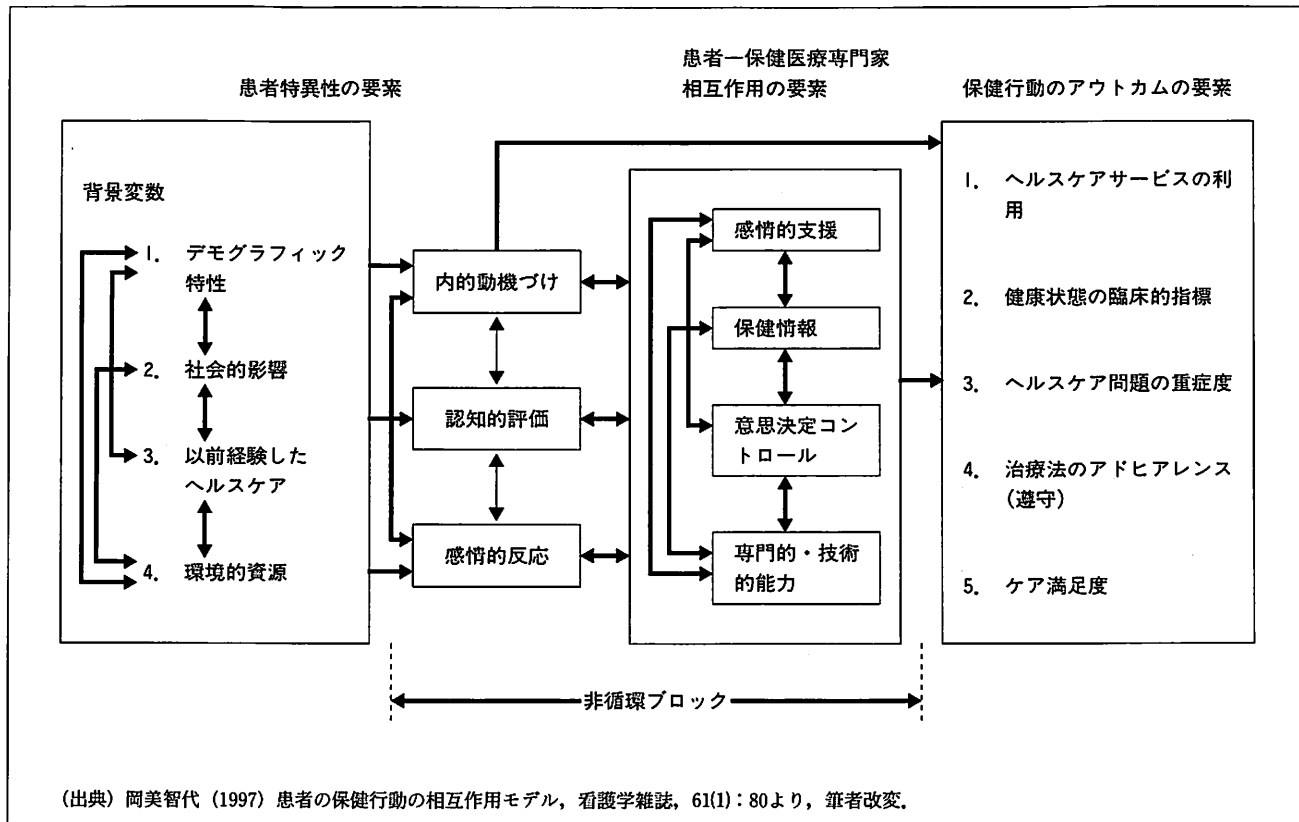 患者特異性の要素
患者―保健医療専門家
相互作用の要素
保健行動のアウトカムの要素
背景変数
1. デモグラフィック
特性
2. 社会的影響
3. 以前経験した
ヘルスケア
4. 環境的資源
内的動機づけ
認知的評価
感情的反応
感情的支援
保健情報
意思決定コント
ロール
専門的・技術
的能力
1. ヘルスケアサービスの利
用
2. 健康状態の臨床的指標
3. ヘルスケア問題の重症度
4. 治療法のアドヒアレンス
(遵守)
5. ケア満足度
非循環ブロック
(出典) 岡美智代 (1997) 患者の保健行動の相互作用モデル, 看護学雑誌, 61(1):80より, 筆者改変.